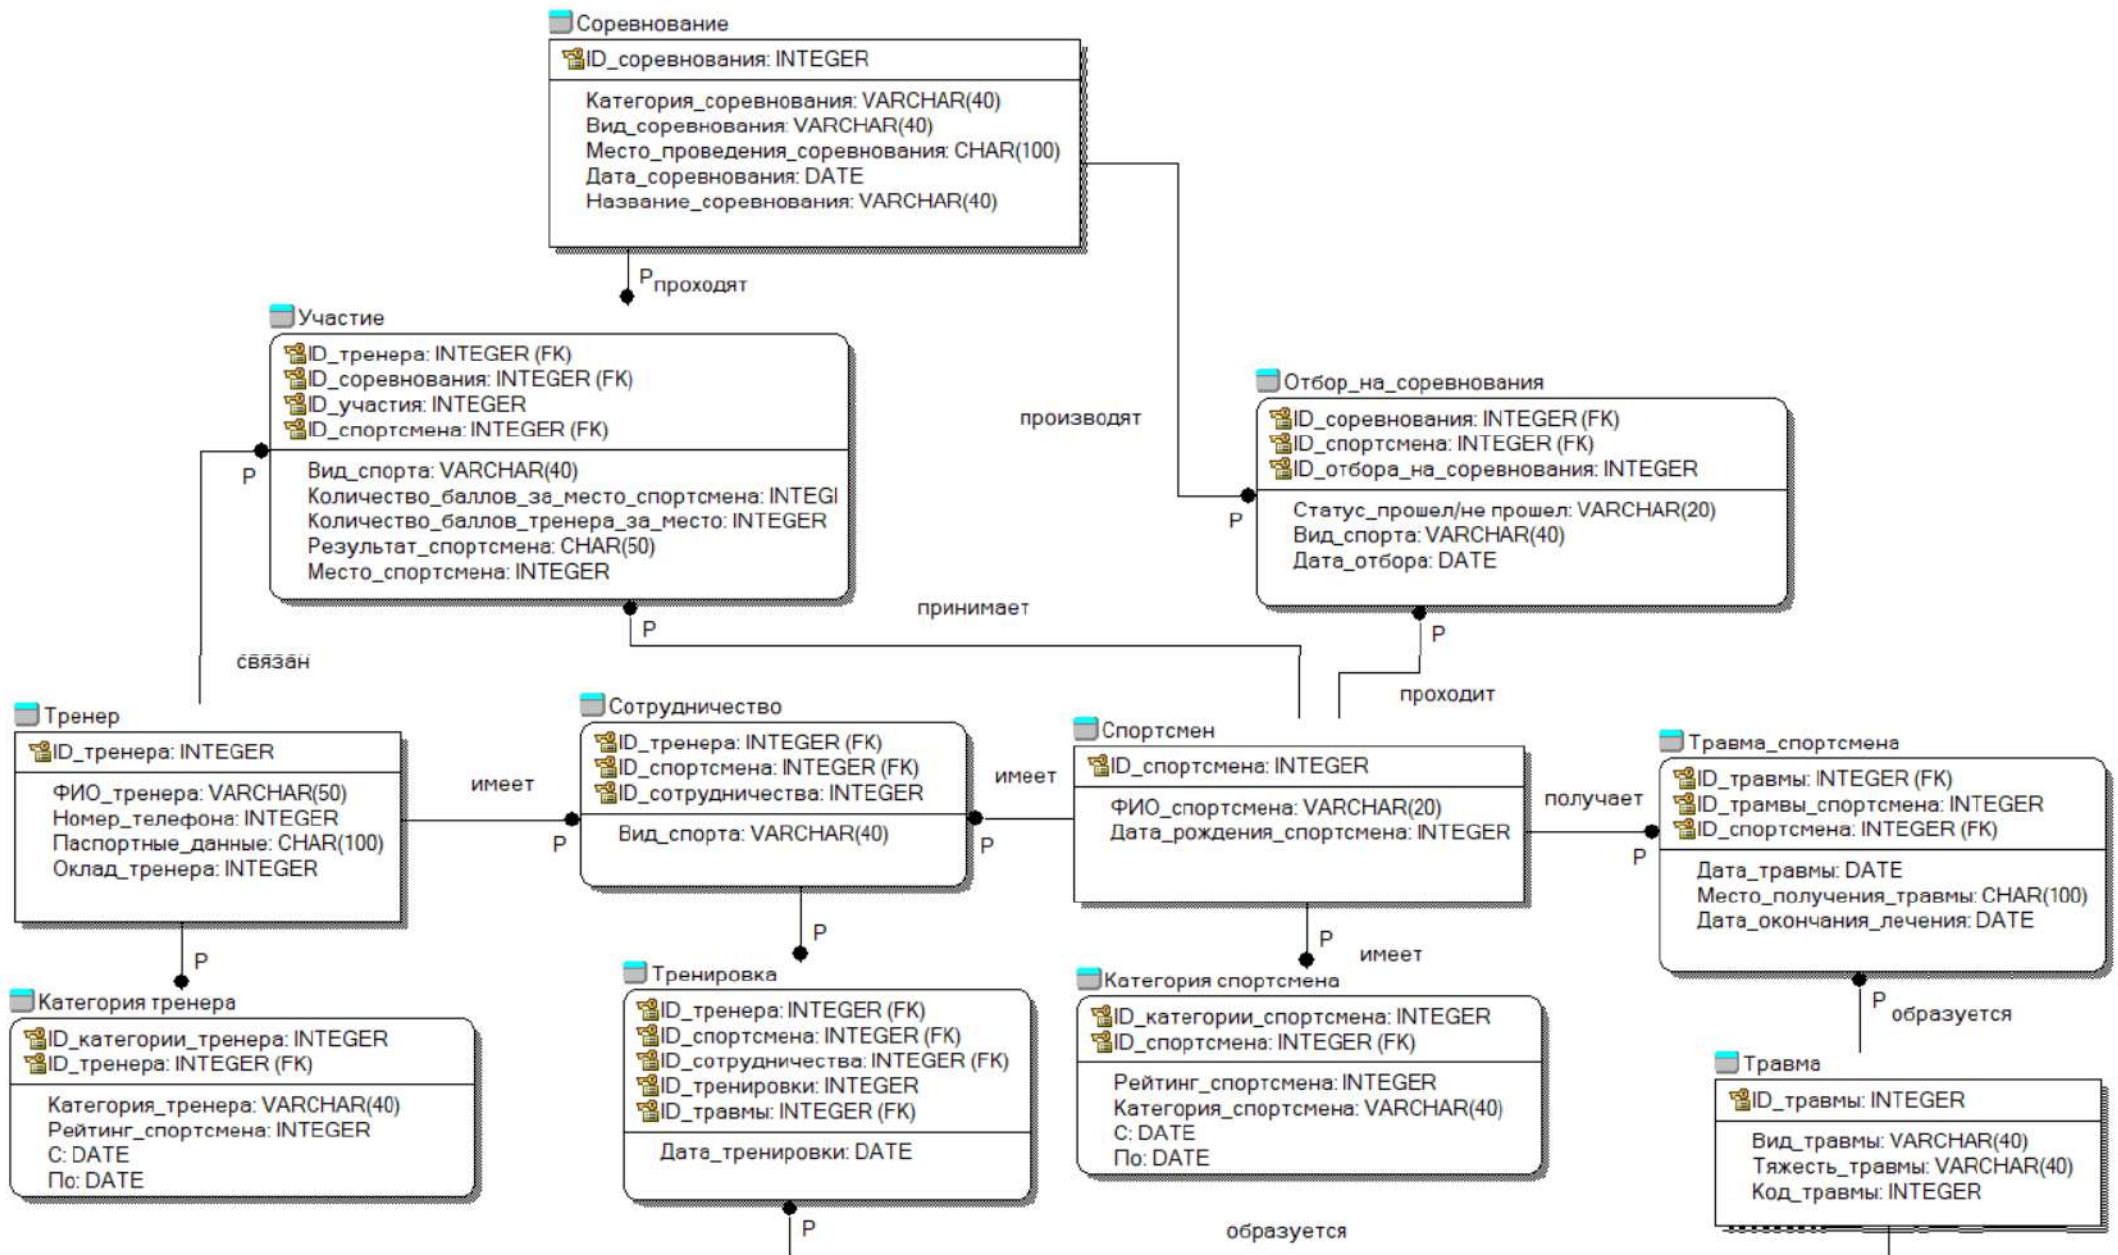 Соревнование
ID_соревнования: INTEGER
Категория_соревнования: VARCHAR(40)
Вид_соревнования: VARCHAR(40)
Место_проведения_соревнования: CHAR(100)
Дата_соревнования: DATE
Название_соревнования: VARCHAR(40)
P
проходят
Участие
ID_тренера: INTEGER (FK)
ID_соревнования: INTEGER (FK)
ID_участия: INTEGER
ID_спортсмена: INTEGER (FK)
Вид_спорта: VARCHAR(40)
Количество_баллов_за_место_спортсмена: INTEGI
Количество_баллов_тренера_за_место: INTEGER
Результат_спортсмена: CHAR(50)
Место_спортсмена: INTEGER
P
связан
P
принимает
производят
P
Отбор_на_соревнования
ID_соревнования: INTEGER (FK)
ID_спортсмена: INTEGER (FK)
ID_отбора_на_соревнования: INTEGER
Статус_прошел/не прошел: VARCHAR(20)
Вид_спорта: VARCHAR(40)
Дата_отбора: DATE
P
проходит
Тренер
ID_тренера: INTEGER
ФИО_тренера: VARCHAR(50)
Номер_телефона: INTEGER
Паспортные_данные: CHAR(100)
Оклад_тренера: INTEGER
имеет
P
Сотрудничество
ID_тренера: INTEGER (FK)
ID_спортсмена: INTEGER (FK)
ID_сотрудничества: INTEGER
Вид_спорта: VARCHAR(40)
имеет
P
Спортсмен
ID_спортсмена: INTEGER
ФИО_спортсмена: VARCHAR(20)
Дата_рождения_спортсмена: INTEGER
получает
P
Травма_спортсмена
ID_травмы: INTEGER (FK)
ID_трамвы_спортсмена: INTEGER
ID_спортсмена: INTEGER (FK)
Дата_травмы: DATE
Место_получения_травмы: CHAR(100)
Дата_окончания_лечения: DATE
P
Категория тренера
ID_категории_тренера: INTEGER
ID_тренера: INTEGER (FK)
Категория_тренера: VARCHAR(40)
Рейтинг_спортсмена: INTEGER
С: DATE
По: DATE
P
Тренировка
ID_тренера: INTEGER (FK)
ID_спортсмена: INTEGER (FK)
ID_сотрудничества: INTEGER (FK)
ID_тренировки: INTEGER
ID_травмы: INTEGER (FK)
Дата_тренировки: DATE
P
имеет
Категория спортсмена
ID_категории_спортсмена: INTEGER
ID_спортсмена: INTEGER (FK)
Рейтинг_спортсмена: INTEGER
Категория_спортсмена: VARCHAR(40)
С: DATE
По: DATE
P
образуется
Травма
ID_травмы: INTEGER
Вид_травмы: VARCHAR(40)
Тяжесть_травмы: VARCHAR(40)
Код_травмы: INTEGER
P
образуется